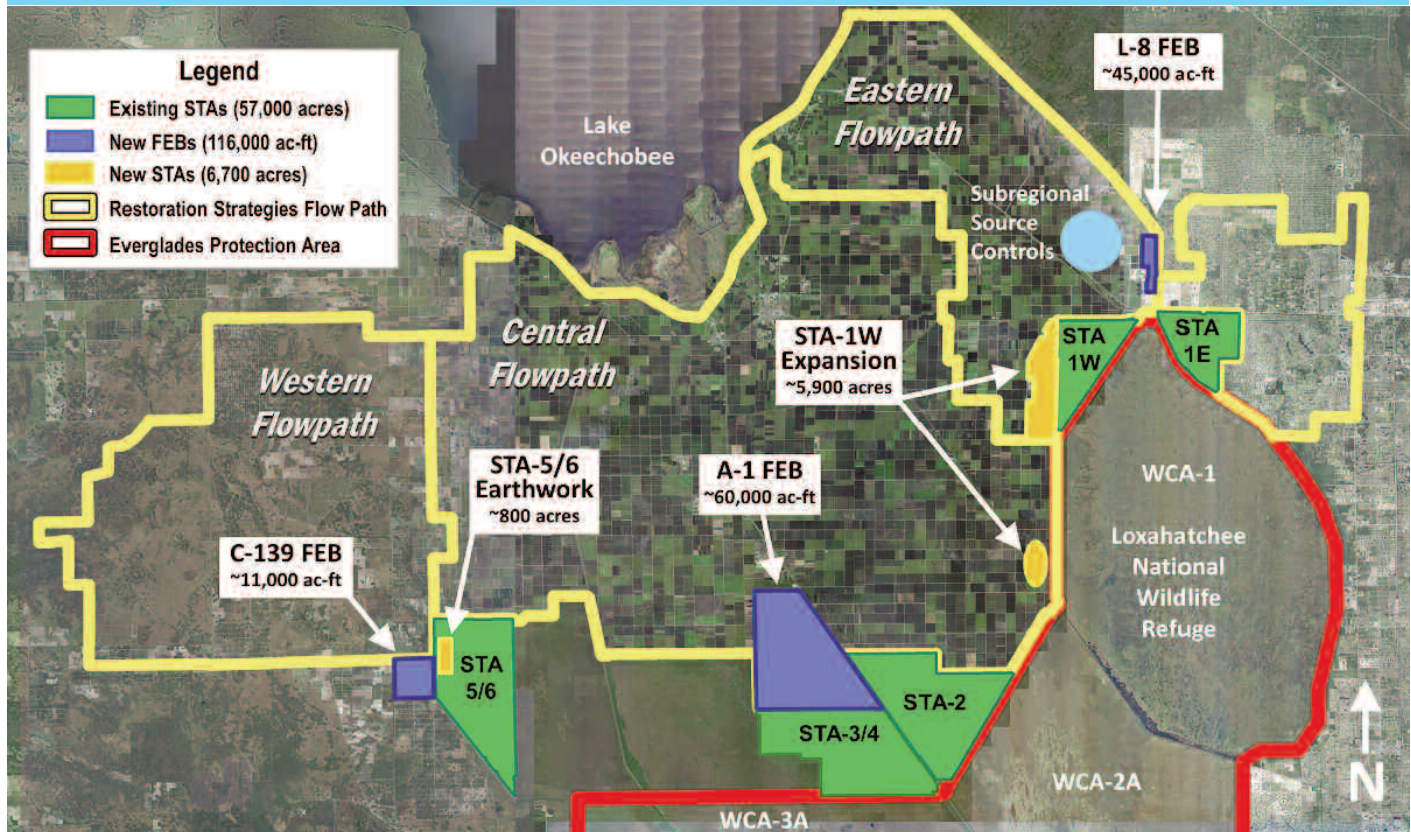 Legend
Existing STAs (57,000 acres)
New FEBs (116,000 ac-ft)
New STAs (6,700 acres)
Restoration Strategies Flow Path
Everglades Protection Area
Lake
Okeechobee
Eastern
Flowpath
L-8 FEB
~45,000 ac-ft
Subregional
Source
Controls
Central
Flowpath
Western
Flowpath
STA-1W
Expansion
~5,900 acres
STA
1W
STA
1E
STA-5/6
Earthwork
~800 acres
A-1 FEB
~60,000 ac-ft
C-139 FEB
~11,000 ac-ft
WCA-1
Loxahatchee
National
Wildlife
Refuge
STA
5/6
STA-2
STA-3/4
WCA-2A
WCA-3A
N